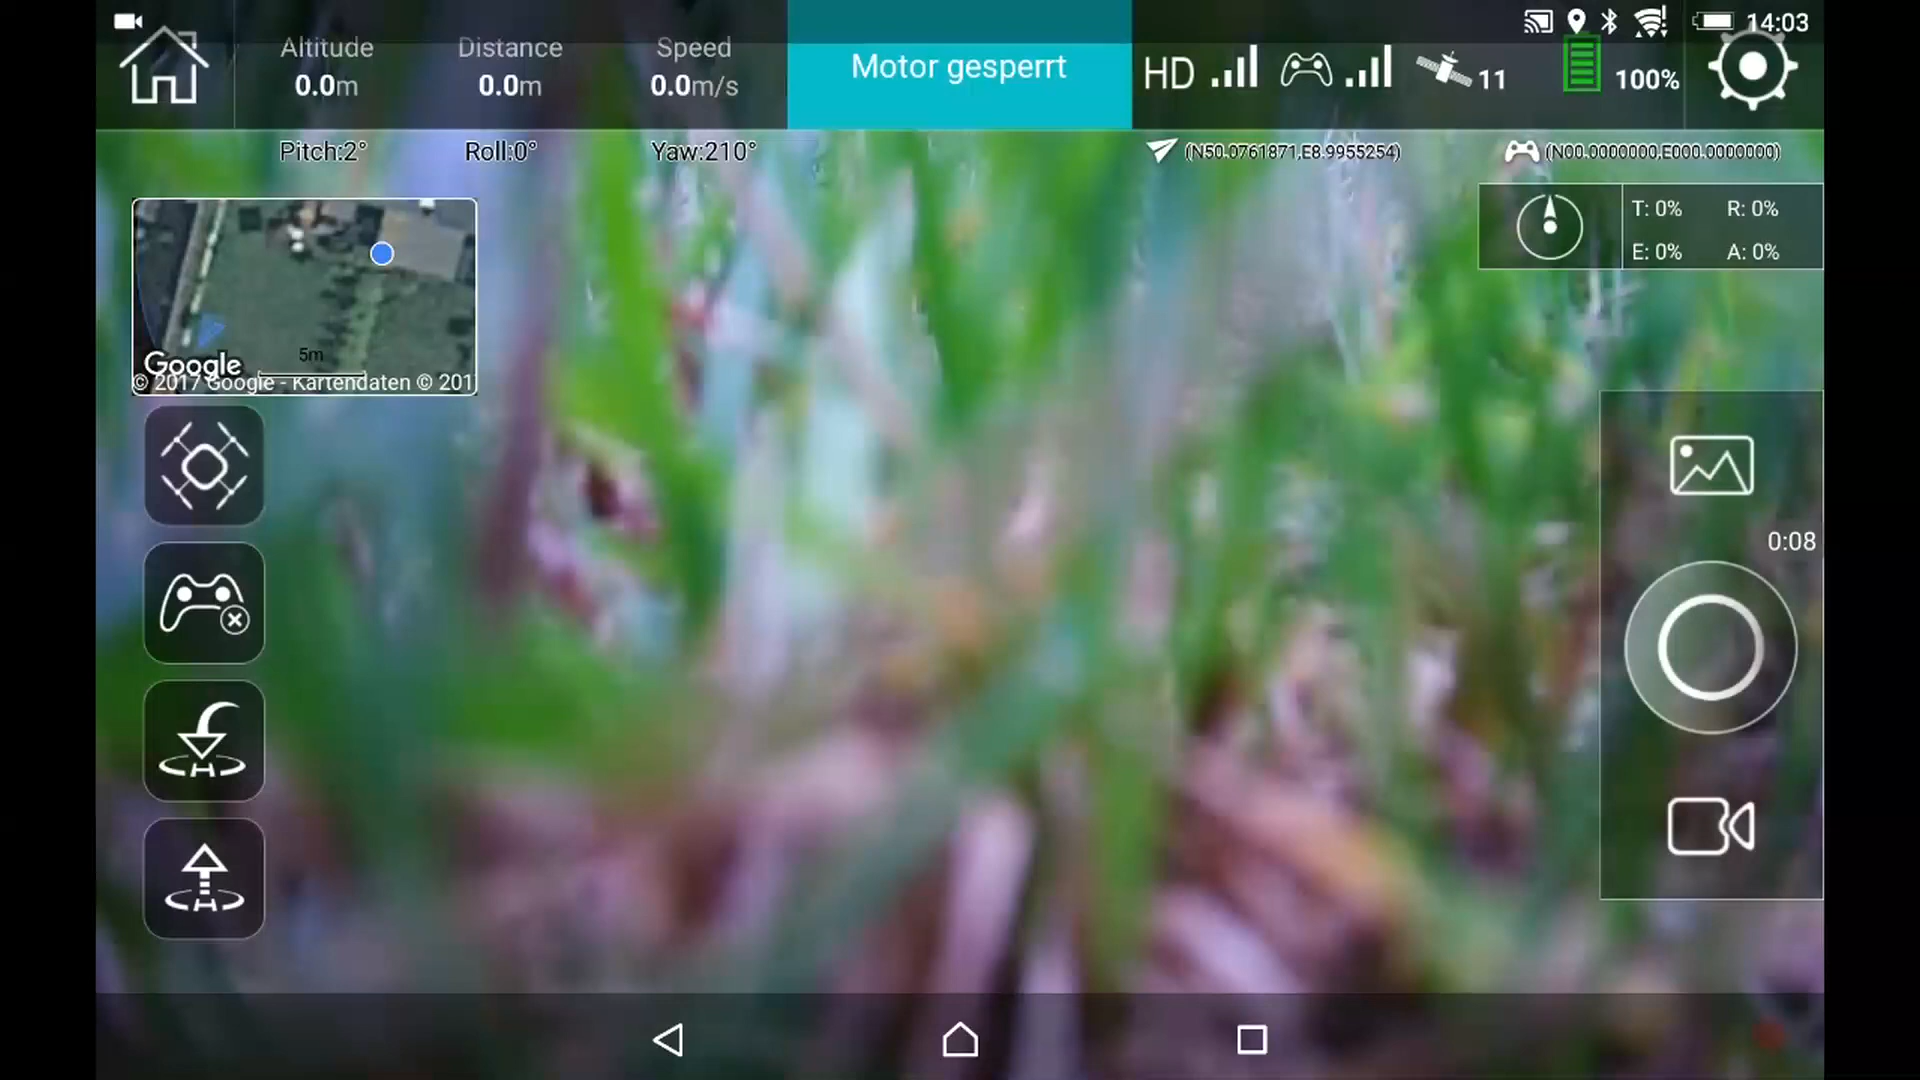 14:03
Altitude
0.0m
Distance
0.0m
Speed
0.0m/s
Motor gesperrt
HD
11
100%
Pitch:2°
Roll:0°
Yaw:210°
(N50.0761871,E8.9955254)
(N00.0000000,E000.0000000)
T: 0%
R: 0%
E: 0%
A: 0%
5m
Google
© 2017 Google - Kartendaten © 201
0:08